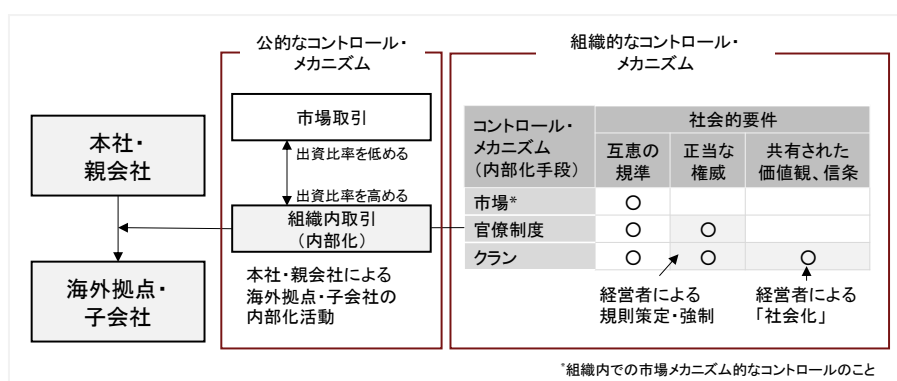 公的なコントロール・
メカニズム
組織的なコントロール・
メカニズム
本社・
親会社
海外拠点・
子会社
市場取引
出資比率を低める
出資比率を高める
組織内取引
（内部化）
本社・親会社による
海外拠点・子会社の
内部化活動
コントロール・
メカニズム
（内部化手段）
社会的要件
互恵の
規準
正当な
権威
共有された
価値観、信条
市場*
○
官僚制度
○ ○
クラン
○ ○ ○
経営者による
規則策定・強制
経営者による
「社会化」
*組織内での市場メカニズム的なコントロールのこと